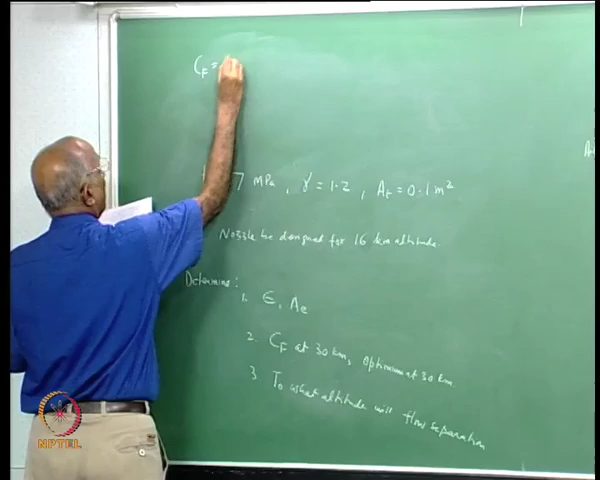 C_F =
7 MPa, γ = 1.2, A_t = 0.1 m²
Nozzle be designed for 16 km altitude.
Determine:
1. ϵ, A_e
2. C_F at 30 km, optimum at 30 km
3. To what altitude will flow separation
A
NPTEL